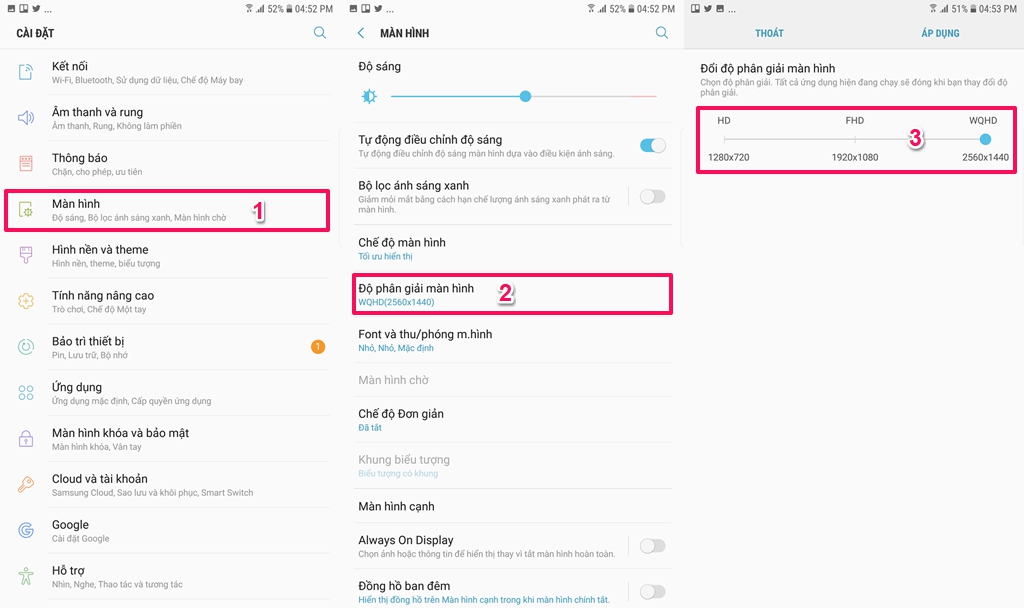 ... 52% 04:52 PM
CÀI ĐẶT
Kết nối
Wi-Fi, Bluetooth, Sử dụng dữ liệu, Chế độ Máy bay
Âm thanh và rung
Âm thanh, Rung, Không làm phiền
Thông báo
Chặn, cho phép, ưu tiên
Màn hình
Độ sáng, Bộ lọc ánh sáng xanh, Màn hình chờ
1
Hình nền và theme
Hình nền, theme, biểu tượng
Tính năng nâng cao
Trò chơi, Chế độ Một tay
Bảo trì thiết bị
Pin, Lưu trữ, Bộ nhớ
1
Ứng dụng
Ứng dụng mặc định, Cấp quyền ứng dụng
Màn hình khóa và bảo mật
Màn hình khóa, Vân tay
Cloud và tài khoản
Samsung Cloud, Sao lưu và khôi phục, Smart Switch
Google
Cài đặt Google
Hỗ trợ
Nhìn, Nghe, Thao tác và tương tác
... 52% 04:52 PM
MÀN HÌNH
Độ sáng
Tự động điều chỉnh độ sáng
Tự động điều chỉnh độ sáng màn hình dựa vào điều kiện ánh sáng.
Bộ lọc ánh sáng xanh
Giảm mỏi mắt bằng cách hạn chế lượng ánh sáng xanh phát ra từ
màn hình.
Chế độ màn hình
Tối ưu hiển thị
Độ phân giải màn hình
WQHD(2560x1440)
2
Font và thu/phóng m.hình
Nhỏ, Nhỏ, Mặc định
Màn hình chờ
Chế độ Đơn giản
Đã tắt
Khung biểu tượng
Biểu tượng có khung
Màn hình cạnh
Always On Display
Chọn ảnh hoặc thông tin để hiển thị thay vì tắt màn hình hoàn toàn.
Đồng hồ ban đêm
Hiển thị đồng hồ trên Màn hình cạnh trong khi màn hình chính tắt.
... 51% 04:53 PM
THOÁT ÁP DỤNG
Đổi độ phân giải màn hình
Chọn độ phân giải. Tất cả ứng dụng hiện đang chạy sẽ đóng khi bạn thay đổi độ
phân giải.
HD FHD WQHD
3
1280x720 1920x1080 2560x1440